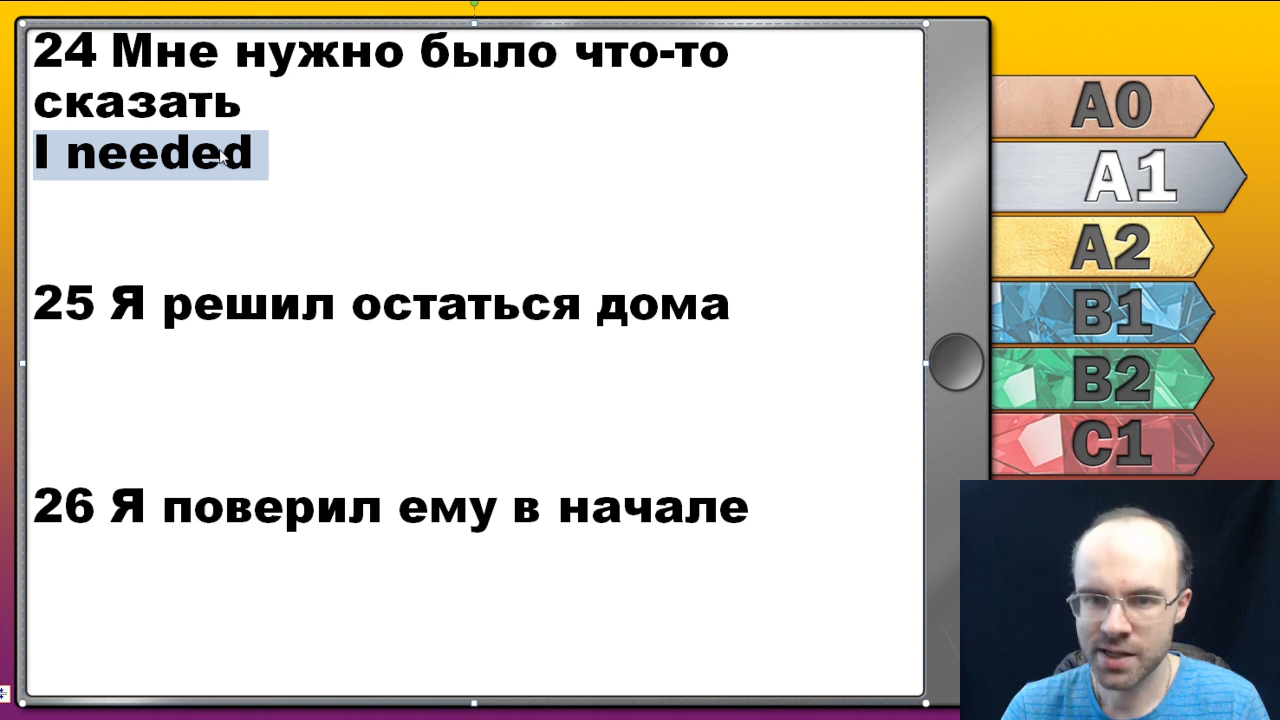 24 Мне нужно было что-то
сказать
I needed
25 Я решил остаться дома
26 Я поверил ему в начале
A0
A1
A2
B1
B2
C1